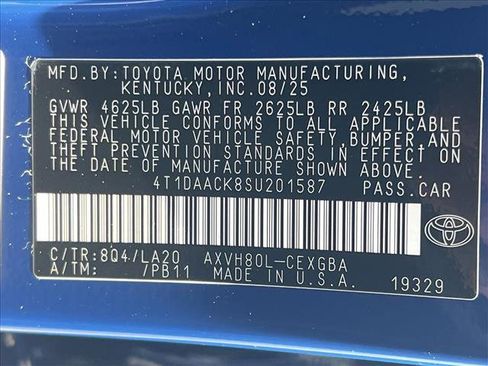 MFD.BY:TOYOTA MOTOR MANUFACTURING,
KENTUCKY,INC.08/25
GVWR 4625LB GAWR FR 2625LB RR 2425LB
THIS VEHICLE CONFORMS TO ALL APPLICABLE
FEDERAL MOTOR VEHICLE SAFETY,BUMPER,AND
THEFT PREVENTION STANDARDS IN EFFECT ON
THE DATE OF MANUFACTURE SHOWN ABOVE.
4T1DAACK8SU201587 PASS.CAR
C/TR:8Q4/LA20 AXVH80L-CEXGBA
A/TM: /PB11 MADE IN U.S.A. 19329